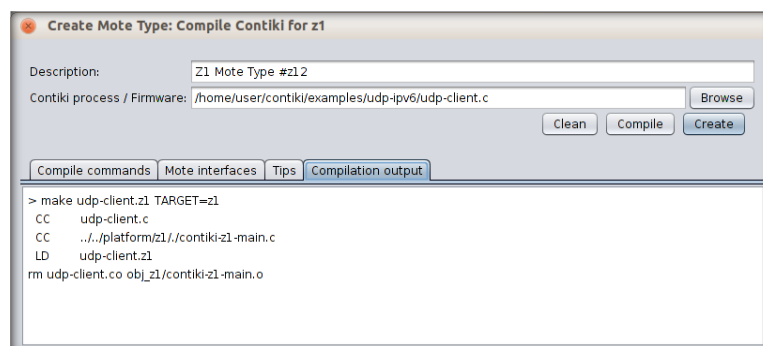 Create Mote Type: Compile Contiki for z1
Description: Z1 Mote Type #z12
Contiki process / Firmware: /home/user/contiki/examples/udp-ipv6/udp-client.c Browse
Clean Compile Create
Compile commands Mote interfaces Tips Compilation output
> make udp-client.z1 TARGET=z1
CC udp-client.c
CC ../../platform/z1/./contiki-z1-main.c
LD udp-client.z1
rm udp-client.co obj_z1/contiki-z1-main.o